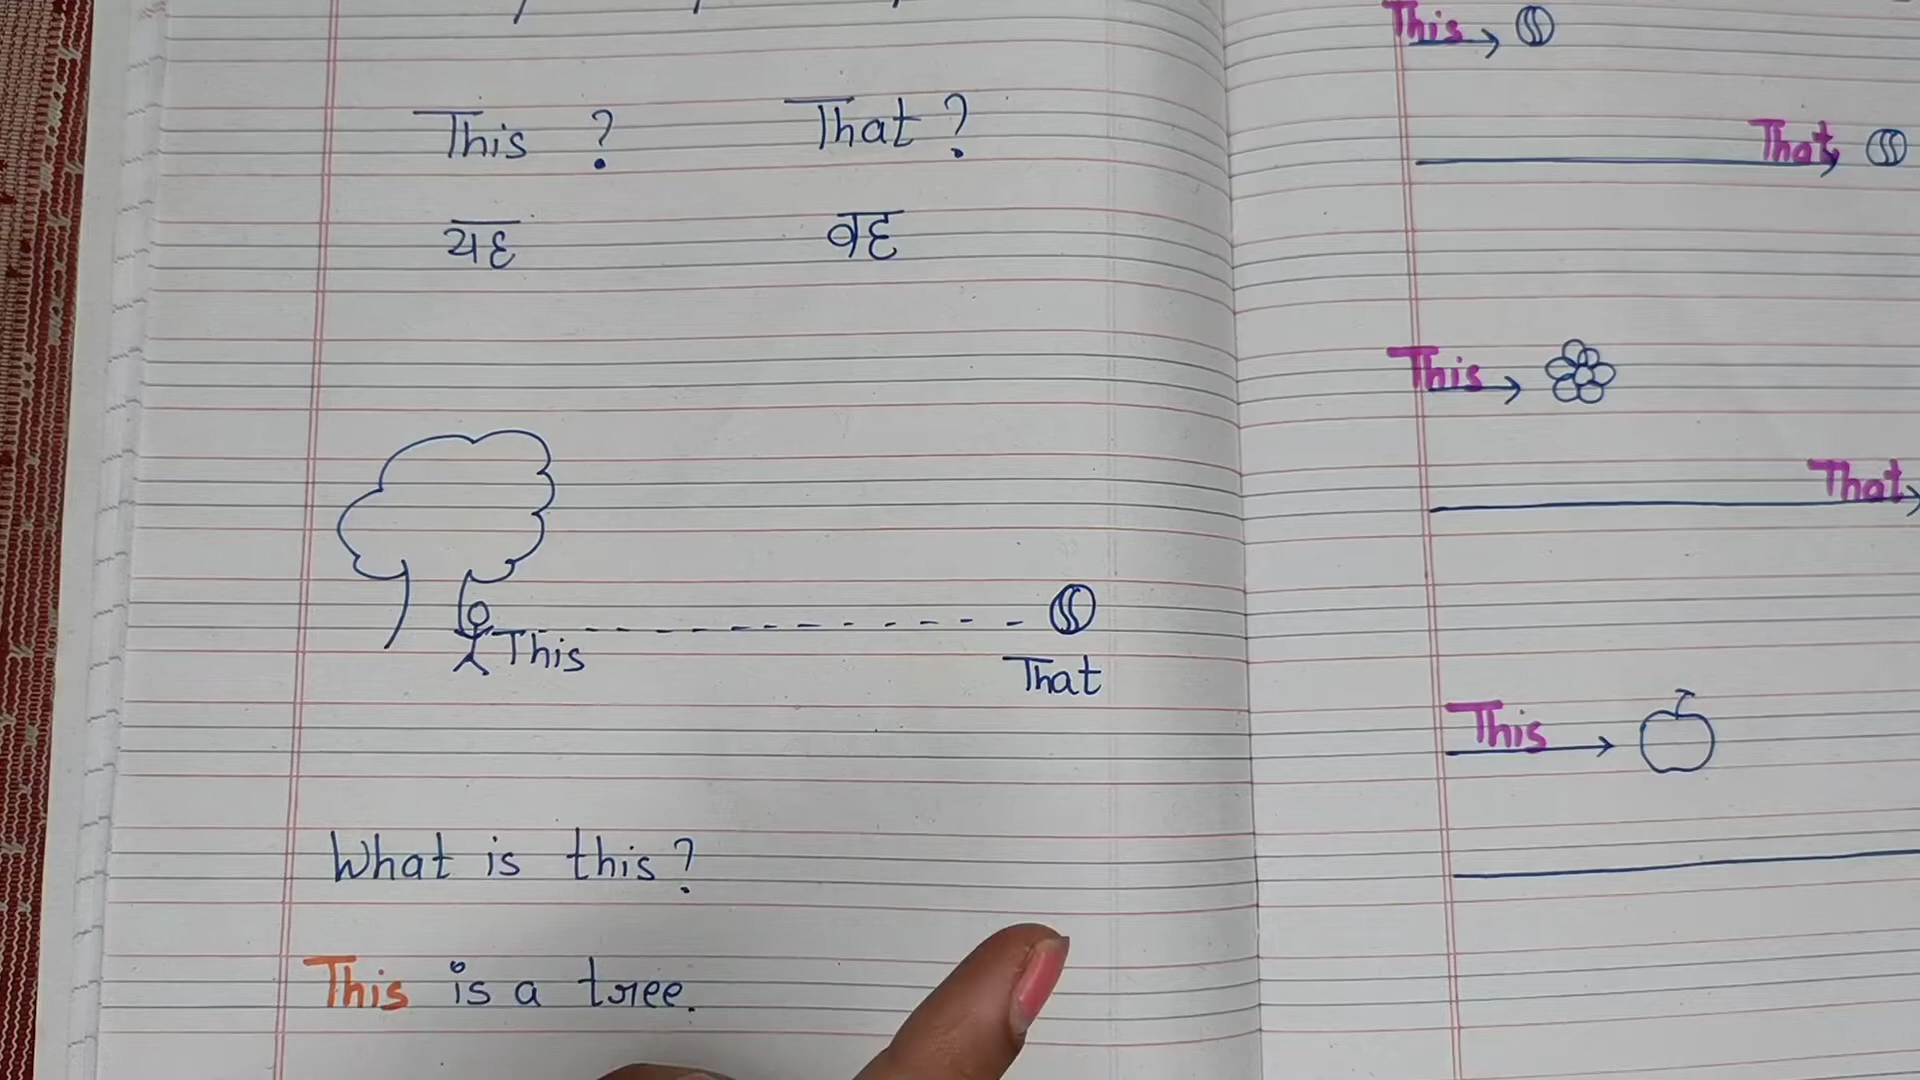 This ? That ?
यह वह
This
That
What is this?
This is a tree.
This
That
This
That
This